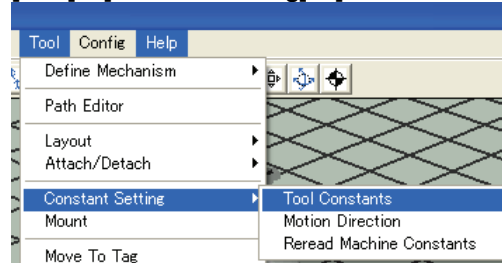 Tool Config Help
Define Mechanism
Path Editor
Layout
Attach/Detach
Constant Setting
Tool Constants
Mount
Motion Direction
Reread Machine Constants
Move To Tag